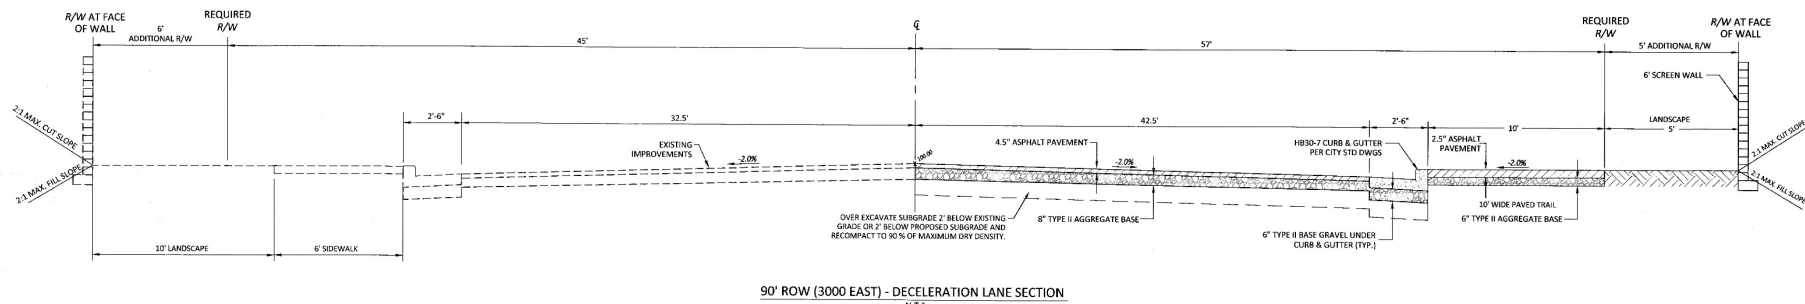 R/W AT FACE
OF WALL
6'
ADDITIONAL R/W
REQUIRED
R/W
45'
℄
57'
REQUIRED
R/W
5' ADDITIONAL R/W
R/W AT FACE
OF WALL
6' SCREEN WALL
2:1 MAX. CUT SLOPE
2:1 MAX. FILL SLOPE
2'-6"
32.5'
EXISTING
IMPROVEMENTS
-2.0%
100.00
42.5'
4.5" ASPHALT PAVEMENT
-2.0%
2'-6"
HB30-7 CURB & GUTTER
PER CITY STD DWGS
2.5" ASPHALT
PAVEMENT
10'
-2.0%
LANDSCAPE
5'
2:1 MAX. CUT SLOPE
2:1 MAX. FILL SLOPE
OVER EXCAVATE SUBGRADE 2' BELOW EXISTING
GRADE OR 2' BELOW PROPOSED SUBGRADE AND
RECOMPACT TO 90 % OF MAXIMUM DRY DENSITY.
8" TYPE II AGGREGATE BASE
6" TYPE II BASE GRAVEL UNDER
CURB & GUTTER (TYP.)
10' WIDE PAVED TRAIL
6" TYPE II AGGREGATE BASE
10' LANDSCAPE
6' SIDEWALK
90' ROW (3000 EAST) - DECELERATION LANE SECTION